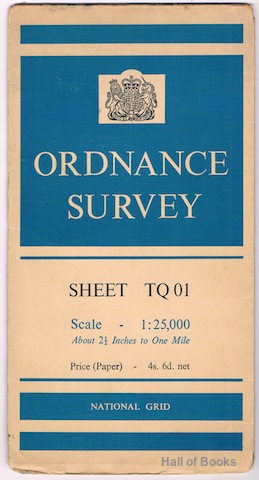 ORDNANCE
SURVEY
SHEET TQ 01
Scale - 1:25,000
About 2½ Inches to One Mile
Price (Paper) - 4s. 6d. net
NATIONAL GRID
Hall of Books